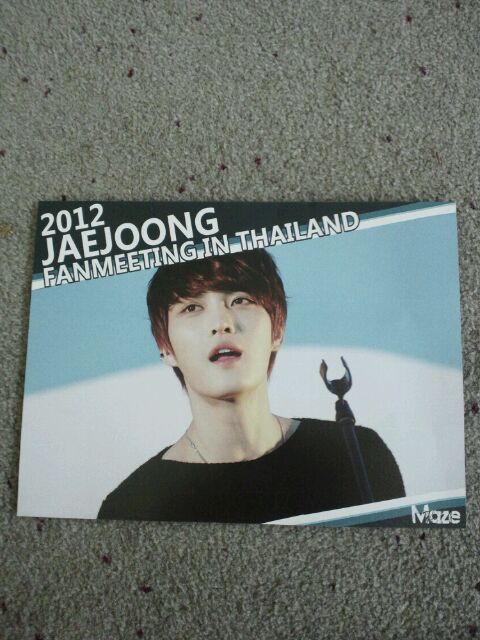 2012
JAEJOONG
FANMEETING IN THAILAND
Maze